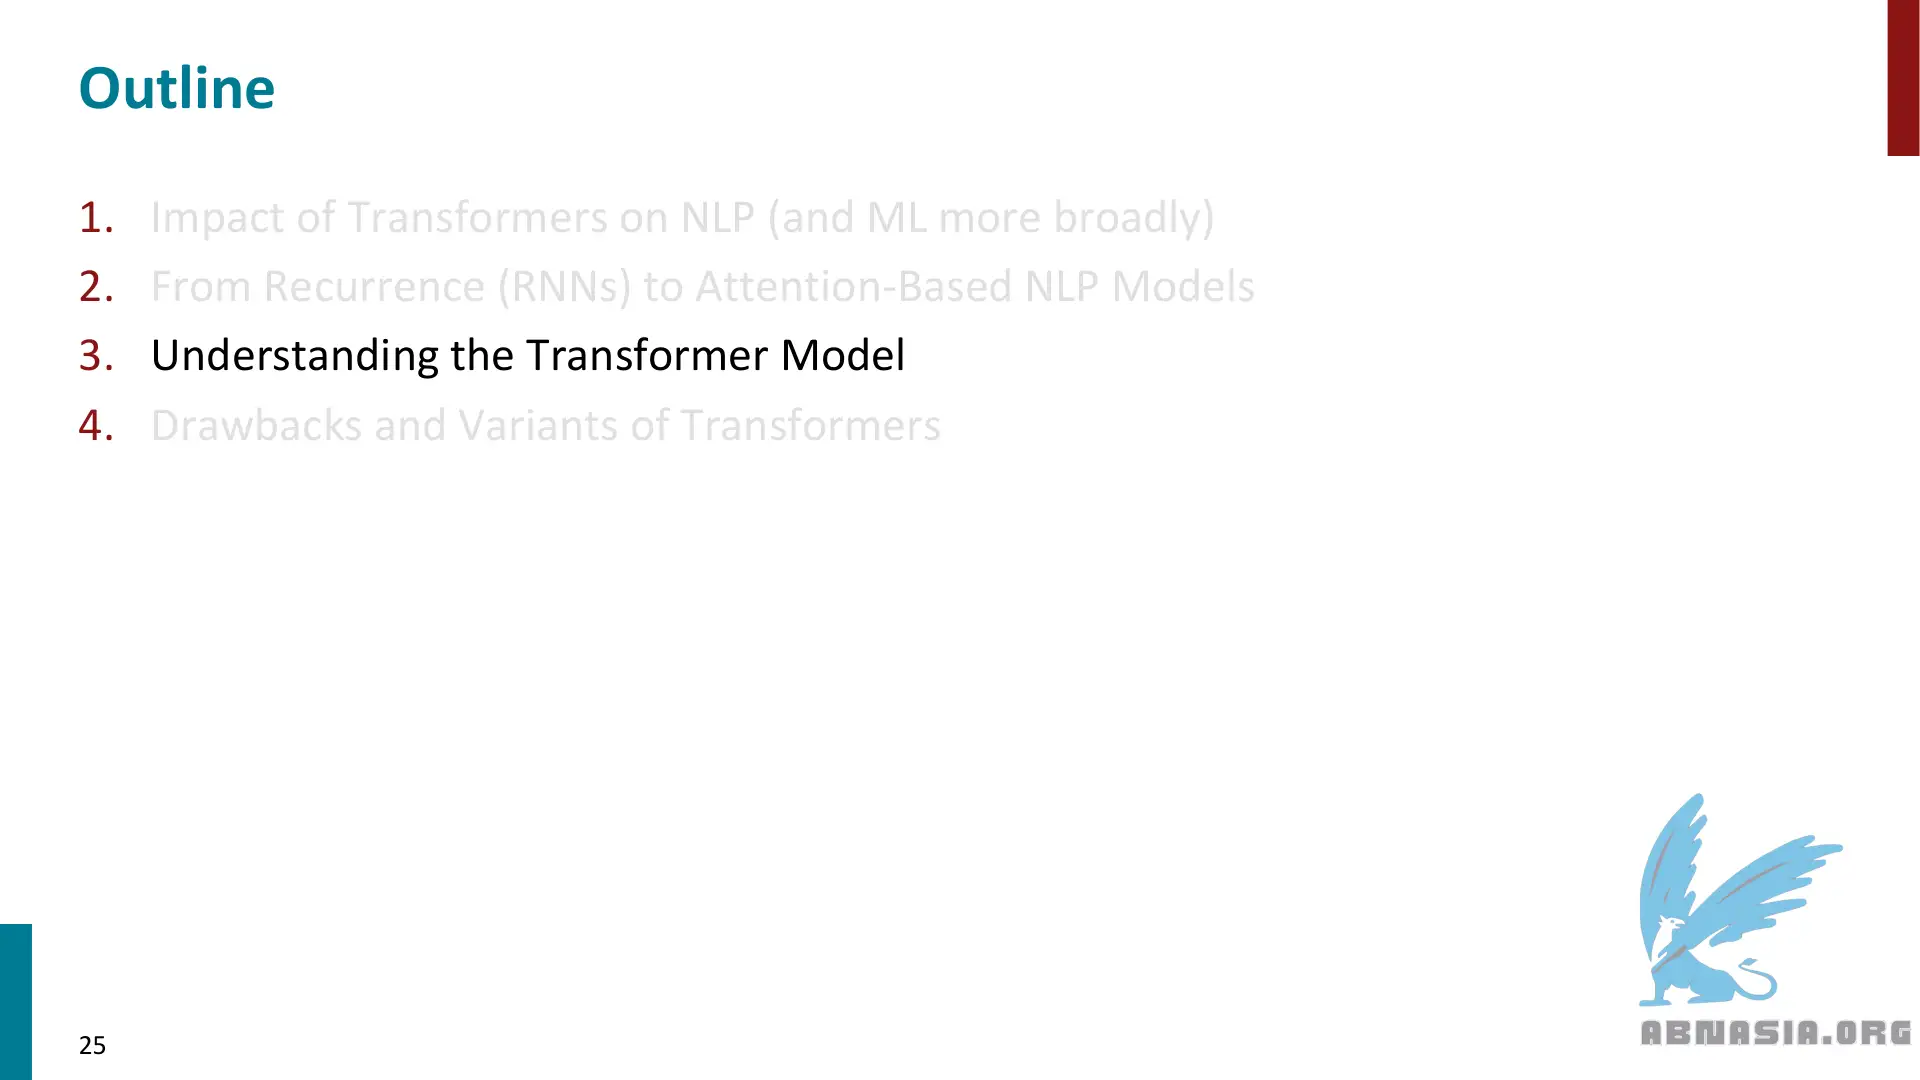 Outline
1. Impact of Transformers on NLP (and ML more broadly)
2. From Recurrence (RNNs) to Attention-Based NLP Models
3. Understanding the Transformer Model
4. Drawbacks and Variants of Transformers
25
ABNASIA.ORG